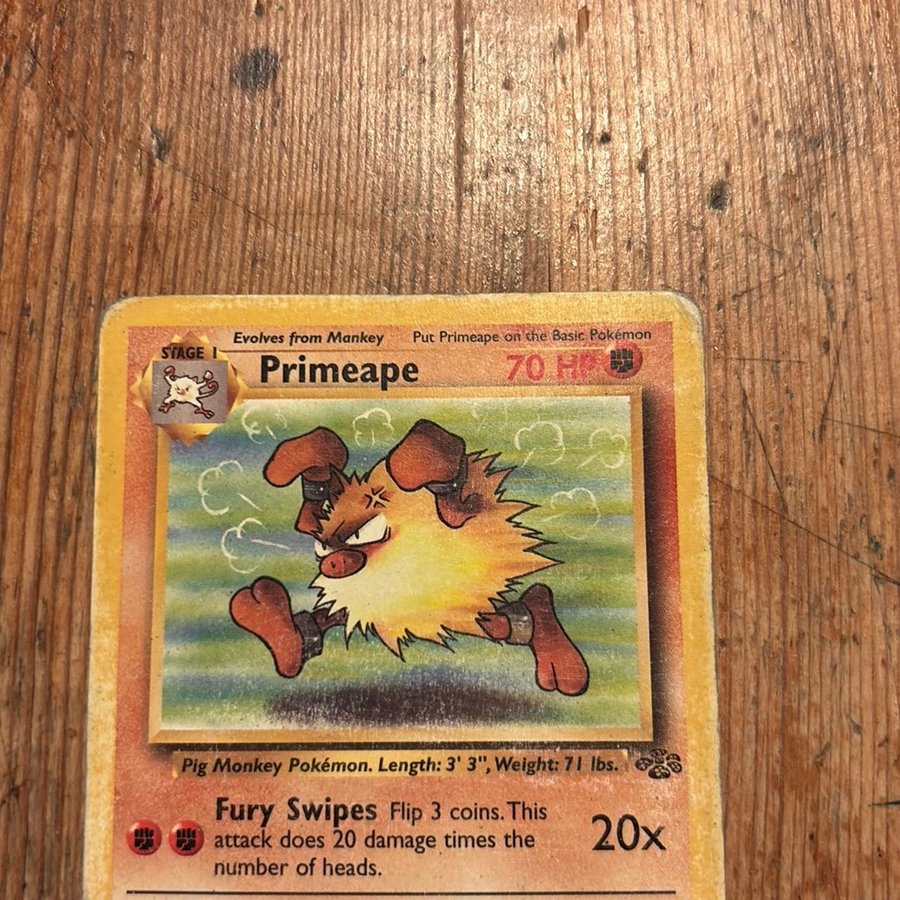 Evolves from Mankey Put Primeape on the Basic Pokémon
STAGE 1
Primeape 70 HP
Pig Monkey Pokémon. Length: 3' 3", Weight: 71 lbs.
Fury Swipes Flip 3 coins. This
attack does 20 damage times the
number of heads.
20x